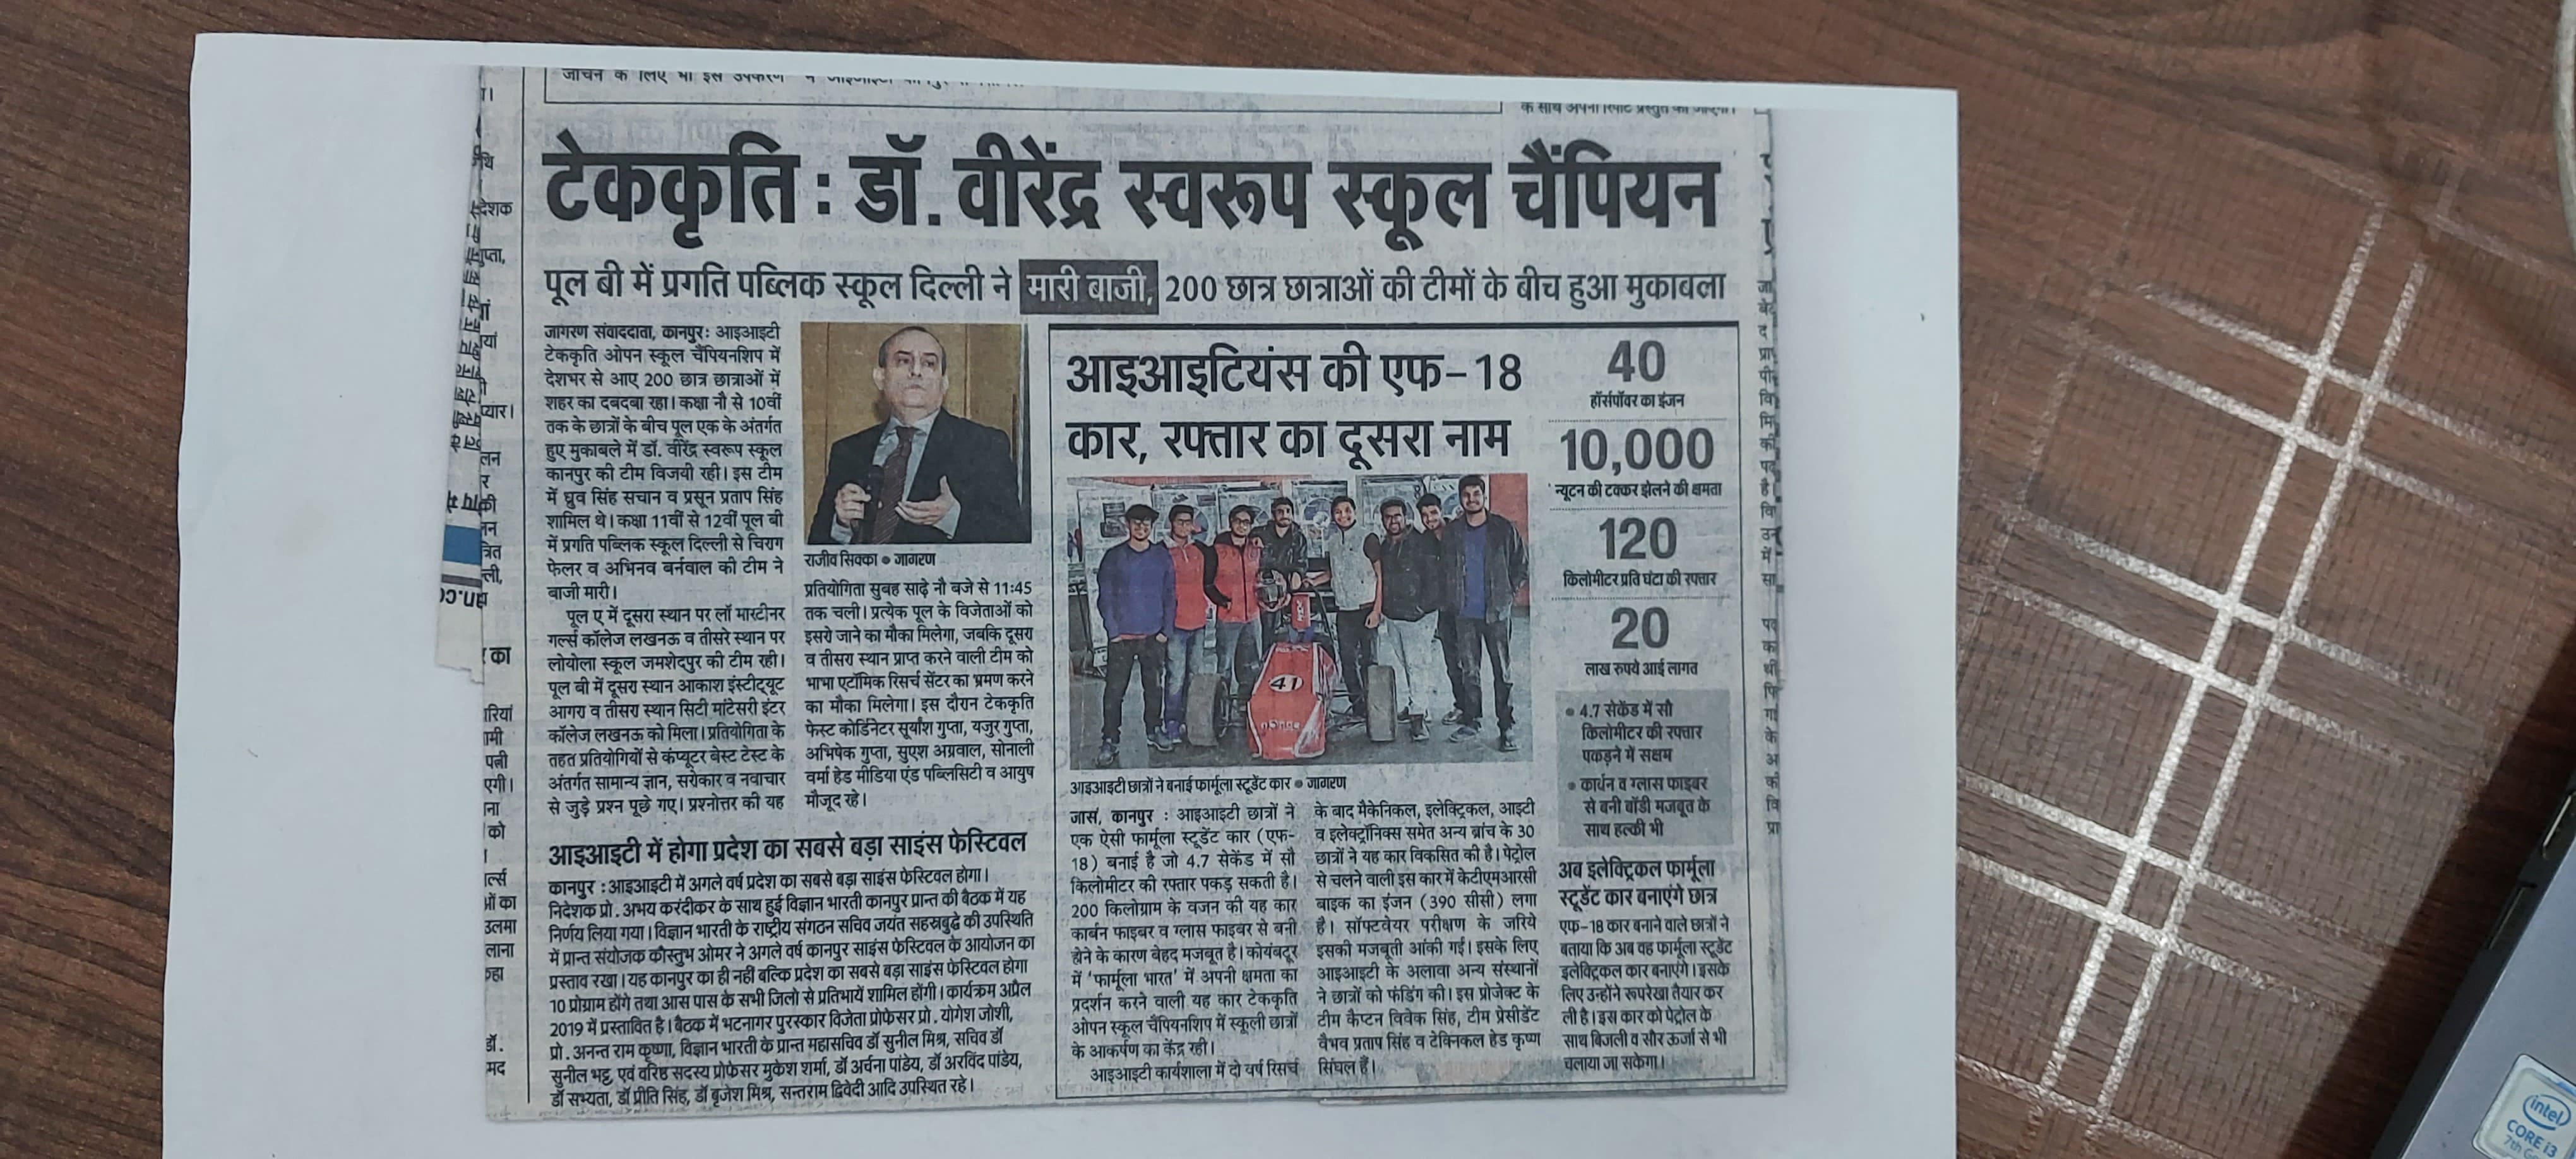 टेककृति : डॉ. वीरेंद्र स्वरूप स्कूल चैंपियन
पूल बी में प्रगति पब्लिक स्कूल दिल्ली ने मारी बाजी, 200 छात्र छात्राओं की टीमों के बीच हुआ मुकाबला
जागरण संवाददाता, कानपुर: आइआइटी
टेककृति ओपन स्कूल चैंपियनशिप में
देशभर से आए 200 छात्र छात्राओं में
शहर का दबदबा रहा। कक्षा नौ से 10वीं
तक के छात्रों के बीच पूल एक के अंतर्गत
हुए मुकाबले में डॉ. वीरेंद्र स्वरूप स्कूल
कानपुर की टीम विजयी रही। इस टीम
में ध्रुव सिंह सचान व प्रसून प्रताप सिंह
शामिल थे। कक्षा 11वीं से 12वीं पूल बी
में प्रगति पब्लिक स्कूल दिल्ली से चिराग
फेलर व अभिनव बर्नवाल की टीम ने
बाजी मारी।
पूल ए में दूसरा स्थान पर लॉ मारटीनर
गर्ल्स कॉलेज लखनऊ व तीसरे स्थान पर
लोयोला स्कूल जमशेदपुर की टीम रही।
पूल बी में दूसरा स्थान आकाश इंस्टीट्यूट
आगरा व तीसरा स्थान सिटी मांटेसरी इंटर
कॉलेज लखनऊ को मिला। प्रतियोगिता के
तहत प्रतियोगियों से कंप्यूटर बेस्ट टेस्ट के
अंतर्गत सामान्य ज्ञान, सरोकार व नवाचार
से जुड़े प्रश्न पूछे गए। प्रश्नोत्तर की यह
राजीव सिक्का ● जागरण
प्रतियोगिता सुबह साढ़े नौ बजे से 11:45
तक चली। प्रत्येक पूल के विजेताओं को
इसरो जाने का मौका मिलेगा, जबकि दूसरा
व तीसरा स्थान प्राप्त करने वाली टीम को
भाभा एटॉमिक रिसर्च सेंटर का भ्रमण करने
का मौका मिलेगा। इस दौरान टेककृति
फेस्ट कोर्डिनेटर सूर्यांश गुप्ता, यजुर गुप्ता,
अभिषेक गुप्ता, सुएश अग्रवाल, सोनाली
वर्मा हेड मीडिया एंड पब्लिसिटी व आयुष
मौजूद रहे।
आइआइटी में होगा प्रदेश का सबसे बड़ा साइंस फेस्टिवल
कानपुर : आइआइटी में अगले वर्ष प्रदेश का सबसे बड़ा साइंस फेस्टिवल होगा।
निदेशक प्रो. अभय करंदीकर के साथ हुई विज्ञान भारती कानपुर प्रान्त की बैठक में यह
निर्णय लिया गया। विज्ञान भारती के राष्ट्रीय संगठन सचिव जयंत सहस्रबुद्धे की उपस्थिति
में प्रान्त संयोजक कौस्तुभ ओमर ने अगले वर्ष कानपुर साइंस फेस्टिवल के आयोजन का
प्रस्ताव रखा। यह कानपुर का ही नहीं बल्कि प्रदेश का सबसे बड़ा साइंस फेस्टिवल होगा
10 प्रोग्राम होंगे तथा आस पास के सभी जिलो से प्रतिभायें शामिल होंगी। कार्यक्रम अप्रैल
2019 में प्रस्तावित है। बैठक में भटनागर पुरस्कार विजेता प्रोफेसर प्रो. योगेश जोशी,
प्रो. अनन्त राम कृष्णा, विज्ञान भारती के प्रान्त महासचिव डॉ सुनील मिश्र, सचिव डॉ
सुनील भट्ट, एवं वरिष्ठ सदस्य प्रोफेसर मुकेश शर्मा, डॉ अर्चना पांडेय, डॉ अरविंद पांडेय,
डॉ सभ्यता, डॉ प्रीति सिंह, डॉ बृजेश मिश्र, सन्तराम द्विवेदी आदि उपस्थित रहे।
आइआइटियंस की एफ-18
कार, रफ्तार का दूसरा नाम
41
आइआइटी छात्रों ने बनाई फार्मूला स्टूडेंट कार ● जागरण
जासं, कानपुर : आइआइटी छात्रों ने
एक ऐसी फार्मूला स्टूडेंट कार (एफ-
18) बनाई है जो 4.7 सेकेंड में सौ
किलोमीटर की रफ्तार पकड़ सकती है।
200 किलोग्राम के वजन की यह कार
कार्बन फाइबर व ग्लास फाइबर से बनी
होने के कारण बेहद मजबूत है। कोयंबटूर
में 'फार्मूला भारत' में अपनी क्षमता का
प्रदर्शन करने वाली यह कार टेककृति
ओपन स्कूल चैंपियनशिप में स्कूली छात्रों
के आकर्षण का केंद्र रही।
आइआइटी कार्यशाला में दो वर्ष रिसर्च
के बाद मैकेनिकल, इलेक्ट्रिकल, आइटी
व इलेक्ट्रॉनिक्स समेत अन्य ब्रांच के 30
छात्रों ने यह कार विकसित की है। पेट्रोल
से चलने वाली इस कार में केटीएमआरसी
बाइक का इंजन (390 सीसी) लगा
है। सॉफ्टवेयर परीक्षण के जरिये
इसकी मजबूती आंकी गई। इसके लिए
आइआइटी के अलावा अन्य संस्थानों
ने छात्रों को फंडिंग की। इस प्रोजेक्ट के
टीम कैप्टन विवेक सिंह, टीम प्रेसीडेंट
वैभव प्रताप सिंह व टेक्निकल हेड कृष्ण
सिंघल हैं।
40
हॉर्सपॉवर का इंजन
10,000
न्यूटन की टक्कर झेलने की क्षमता
120
किलोमीटर प्रति घंटा की रफ्तार
20
लाख रुपये आई लागत
● 4.7 सेकेंड में सौ
किलोमीटर की रफ्तार
पकड़ने में सक्षम
● कार्थन व ग्लास फाइबर
से बनी बॉडी मजबूत के
साथ हल्की भी
अब इलेक्ट्रिकल फार्मूला
स्टूडेंट कार बनाएंगे छात्र
एफ-18 कार बनाने वाले छात्रों ने
बताया कि अब वह फार्मूला स्टूडेंट
इलेक्ट्रिकल कार बनाएंगे। इसके
लिए उन्होंने रूपरेखा तैयार कर
ली है। इस कार को पेट्रोल के
साथ बिजली व सौर ऊर्जा से भी
चलाया जा सकेगा।
intel
CORE i3